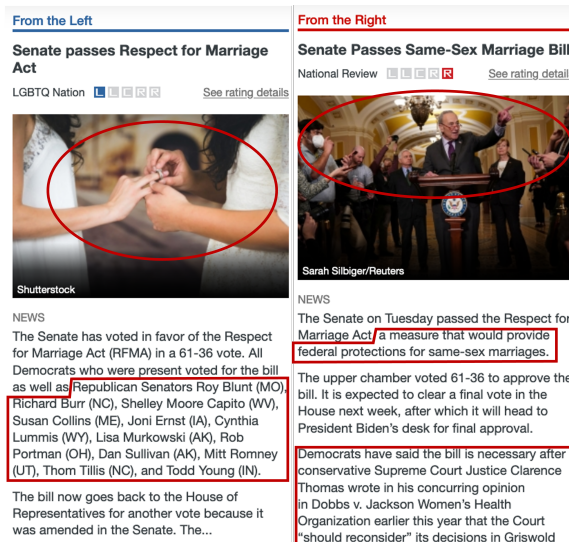 From the Left
Senate passes Respect for Marriage
Act
LGBTQ Nation L L C R R See rating details
Shutterstock
NEWS
The Senate has voted in favor of the Respect
for Marriage Act (RFMA) in a 61-36 vote. All
Democrats who were present voted for the bill
as well as Republican Senators Roy Blunt (MO),
Richard Burr (NC), Shelley Moore Capito (WV),
Susan Collins (ME), Joni Ernst (IA), Cynthia
Lummis (WY), Lisa Murkowski (AK), Rob
Portman (OH), Dan Sullivan (AK), Mitt Romney
(UT), Thom Tillis (NC), and Todd Young (IN).
The bill now goes back to the House of
Representatives for another vote because it
was amended in the Senate. The...
From the Right
Senate Passes Same-Sex Marriage Bill
National Review L L C R R See rating detail
Sarah Silbiger/Reuters
NEWS
The Senate on Tuesday passed the Respect for
Marriage Act, a measure that would provide
federal protections for same-sex marriages.
The upper chamber voted 61-36 to approve the
bill. It is expected to clear a final vote in the
House next week, after which it will head to
President Biden's desk for final approval.
Democrats have said the bill is necessary after
conservative Supreme Court Justice Clarence
Thomas wrote in his concurring opinion
in Dobbs v. Jackson Women's Health
Organization earlier this year that the Court
"should reconsider" its decisions in Griswold